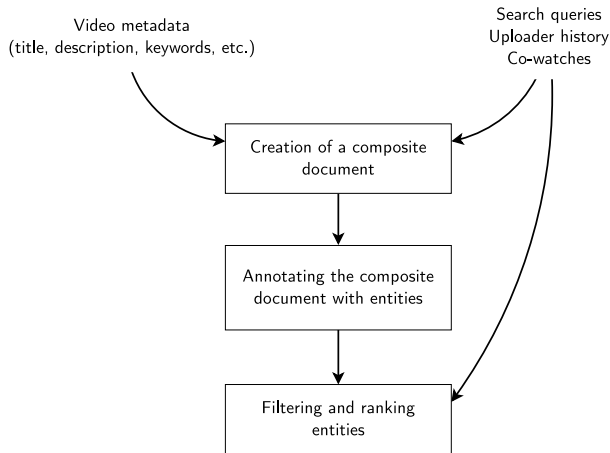 Video metadata
(title, description, keywords, etc.)
Search queries
Uploader history
Co-watches
Creation of a composite
document
Annotating the composite
document with entities
Filtering and ranking
entities